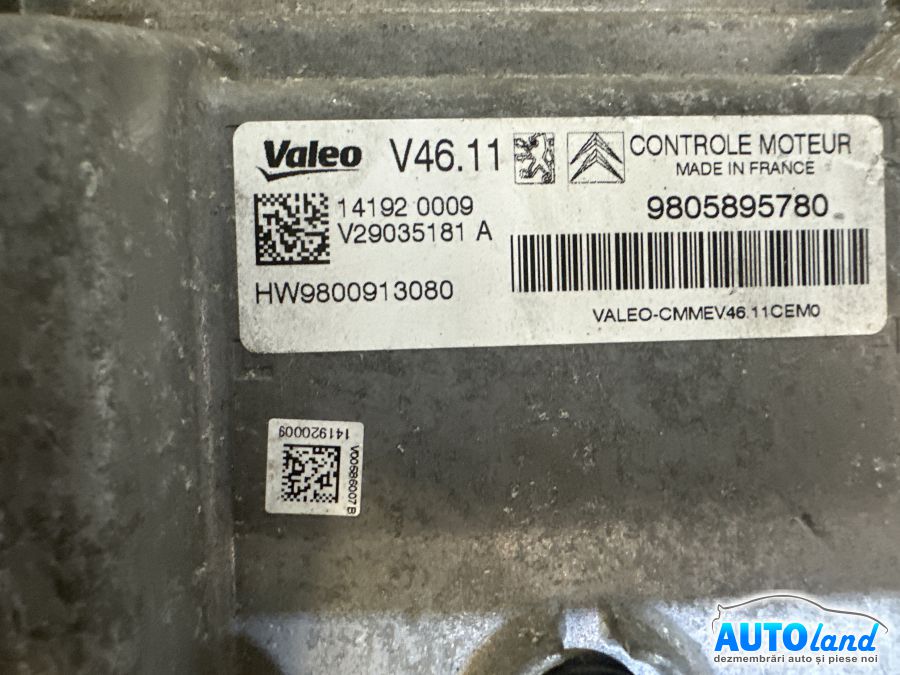 Valeo V46.11 CONTROLE MOTEUR
MADE IN FRANCE
14192 0009
V29035181 A
9805895780
HW9800913080
VALEO-CMMEV46.11CEM0
141920009
V00686007B
AUTOland
dezmembrări auto și piese noi